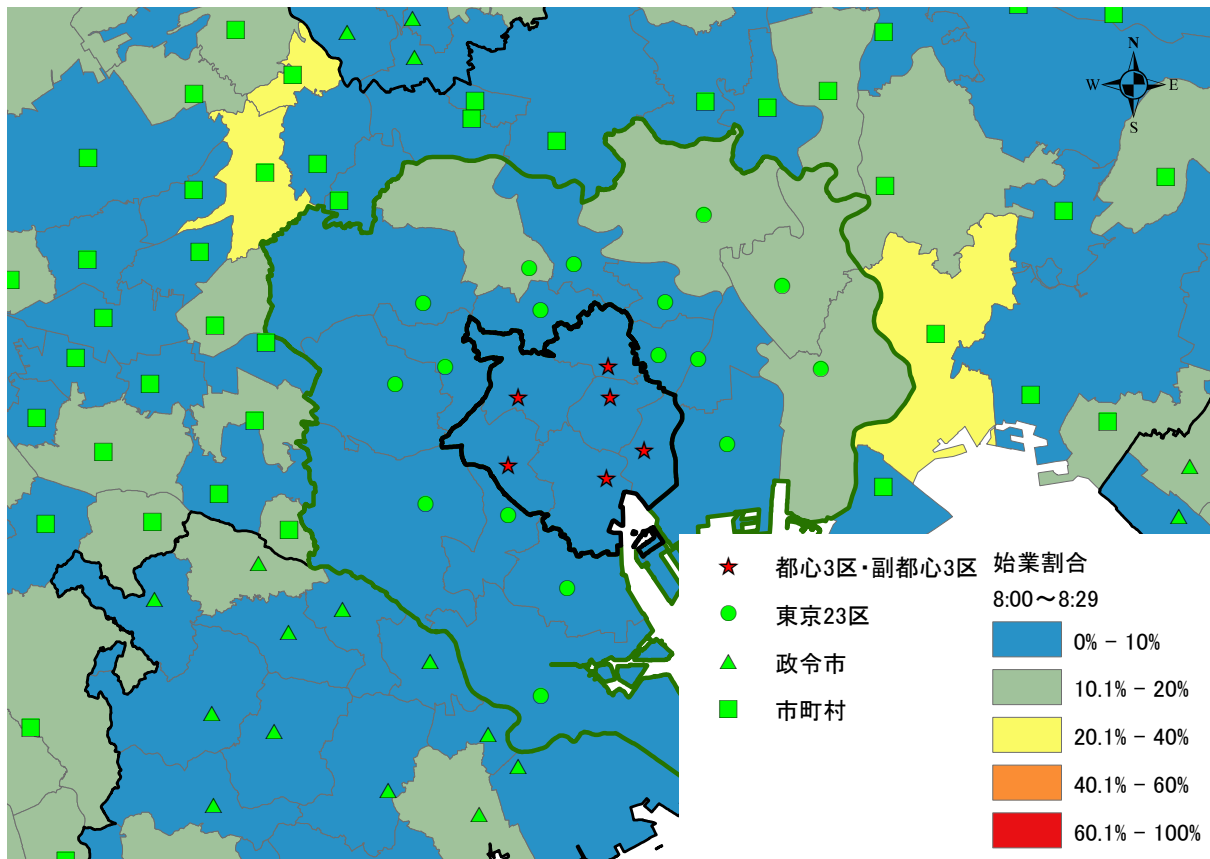 N
W E
S
都心3区・副都心3区
東京23区
政令市
市町村
始業割合
8:00～8:29
0% - 10%
10.1% - 20%
20.1% - 40%
40.1% - 60%
60.1% - 100%